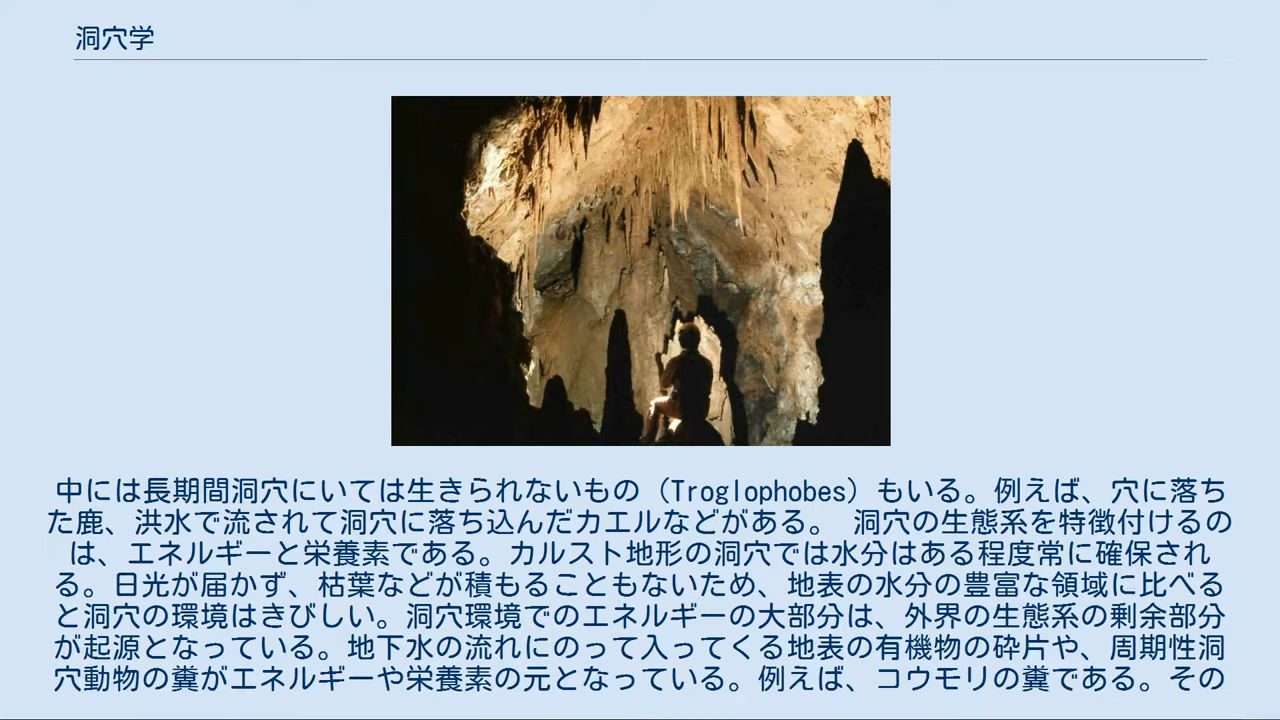 洞穴学
中には長期間洞穴にいては生きられないもの（Troglophobes）もいる。例えば、穴に落ち
た鹿、洪水で流されて洞穴に落ち込んだカエルなどがある。 洞穴の生態系を特徴付けるの
は、エネルギーと栄養素である。カルスト地形の洞穴では水分はある程度常に確保され
る。日光が届かず、枯葉などが積もることもないため、地表の水分の豊富な領域に比べる
と洞穴の環境はきびしい。洞穴環境でのエネルギーの大部分は、外界の生態系の剰余部分
が起源となっている。地下水の流れにのって入ってくる地表の有機物の砕片や、周期性洞
穴動物の糞がエネルギーや栄養素の元となっている。例えば、コウモリの糞である。その